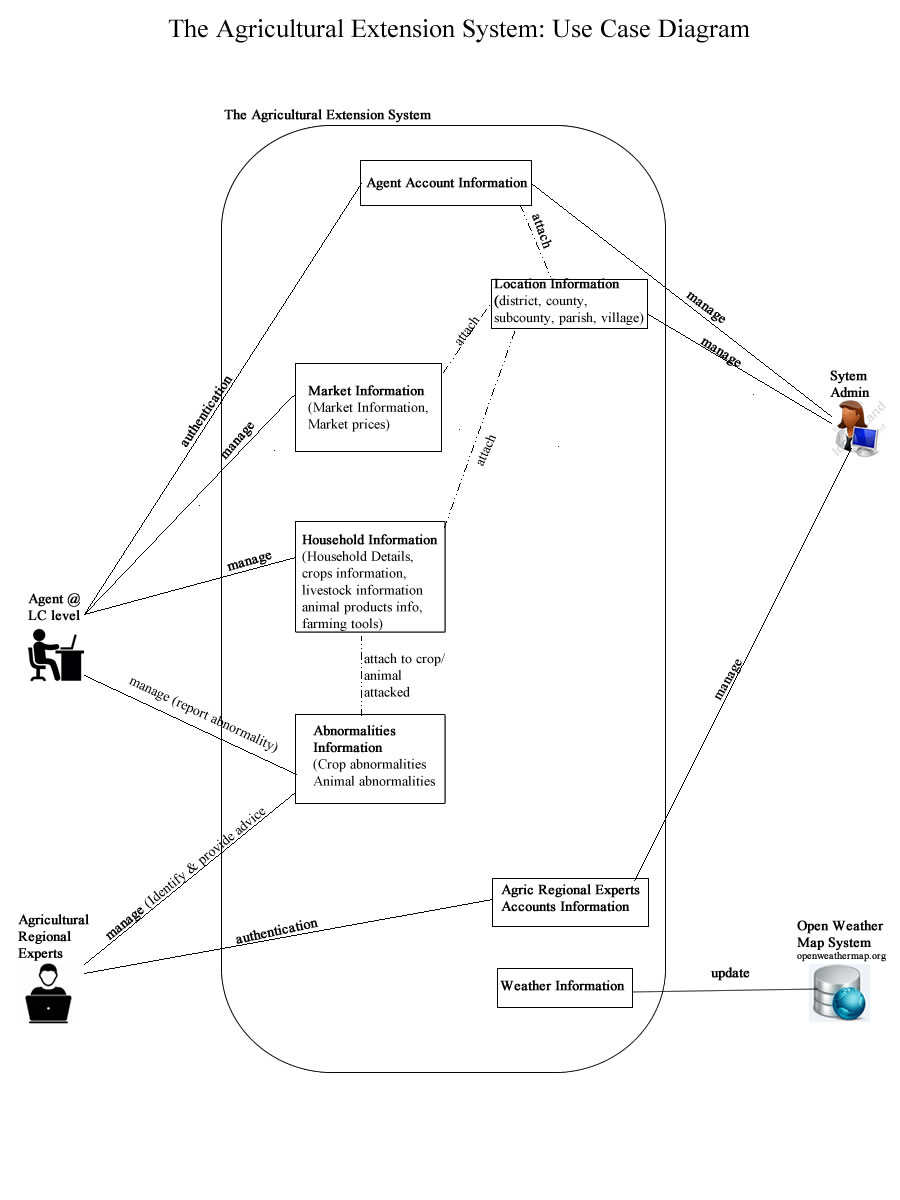 The Agricultural Extension System: Use Case Diagram
The Agricultural Extension System
Agent Account Information
attach
Location Information
(district, county,
subcounty, parish, village)
manage
manage
attach
Sytem
Admin
Market Information
(Market Information,
Market prices)
authentication
manage
attach
Household Information
(Household Details,
crops information,
livestock information
animal products info,
farming tools)
manage
Agent @
LC level
attach to crop/
animal
attacked
manage
manage (report abnormality)
Abnormalities
Information
(Crop abnormalities
Animal abnormalities
manage (Identify & provide advice
Agric Regional Experts
Accounts Information
Agricultural
Regional
Experts
authentication
Open Weather
Map System
openweathermap.org
Weather Information
update